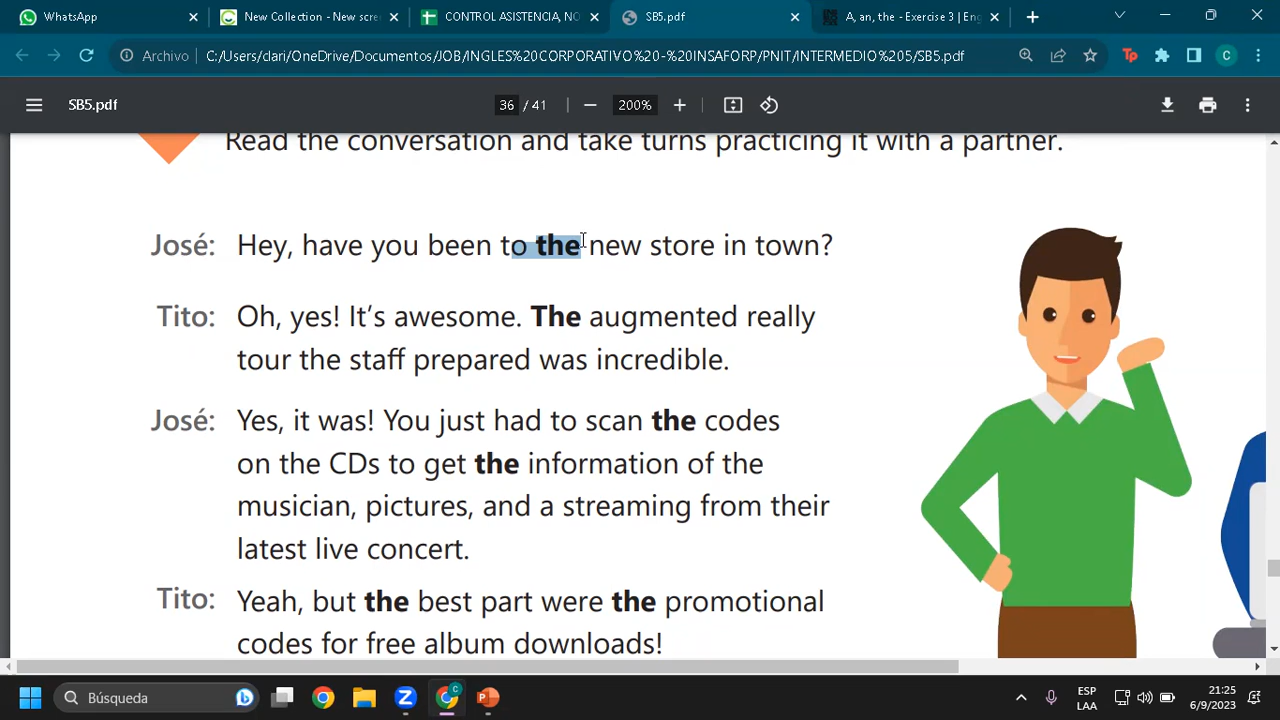 WhatsApp
New Collection - New scre
CONTROL ASISTENCIA, NO
SB5.pdf
A, an, the - Exercise 3 | Eng
Archivo
C:/Users/clari/OneDrive/Documentos/JOB/INGLES%20CORPORATIVO%20-%20INSAFORP/PNIT/INTERMEDIO%205/SB5.pdf
Tp
C
SB5.pdf
36 / 41
200%
Read the conversation and take turns practicing it with a partner.
José: Hey, have you been to the new store in town?
Tito: Oh, yes! It's awesome. The augmented really
tour the staff prepared was incredible.
José: Yes, it was! You just had to scan the codes
on the CDs to get the information of the
musician, pictures, and a streaming from their
latest live concert.
Tito: Yeah, but the best part were the promotional
codes for free album downloads!
Búsqueda
ESP
LAA
21:25
6/9/2023